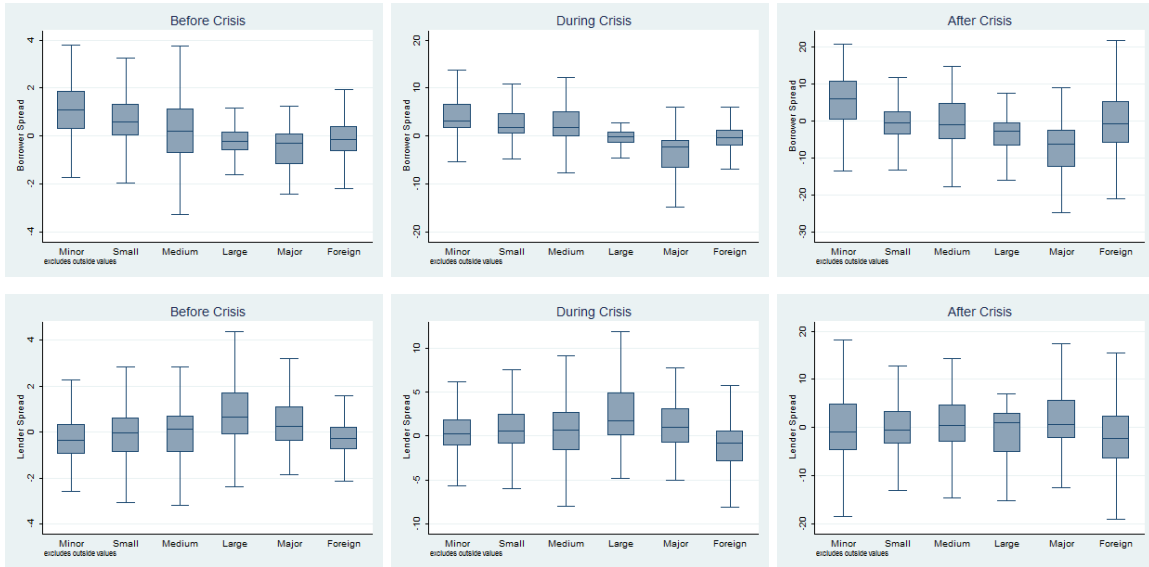 Before Crisis
Borrower Spread
4
2
0
-2
-4
Minor Small Medium Large Major Foreign
excludes outside values
During Crisis
Borrower Spread
20
10
0
-10
-20
Minor Small Medium Large Major Foreign
excludes outside values
After Crisis
Borrower Spread
20
10
0
-10
-20
-30
Minor Small Medium Large Major Foreign
excludes outside values
Before Crisis
Lender Spread
4
2
0
-2
-4
Minor Small Medium Large Major Foreign
excludes outside values
During Crisis
Lender Spread
10
5
0
-5
-10
Minor Small Medium Large Major Foreign
excludes outside values
After Crisis
Lender Spread
20
10
0
-10
-20
Minor Small Medium Large Major Foreign
excludes outside values